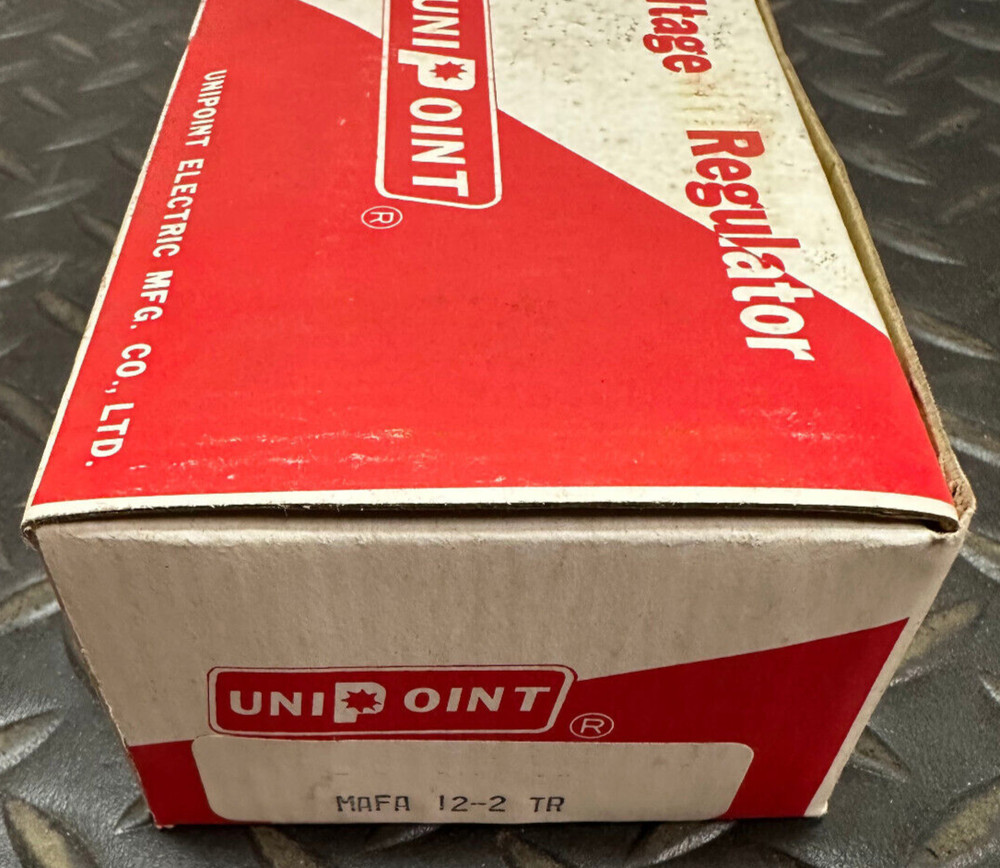 UNIPOINT
®
ltage Regulator
UNIPOINT ELECTRIC MFG. CO., LTD.
UNIPOINT
®
MAFA 12-2 TR